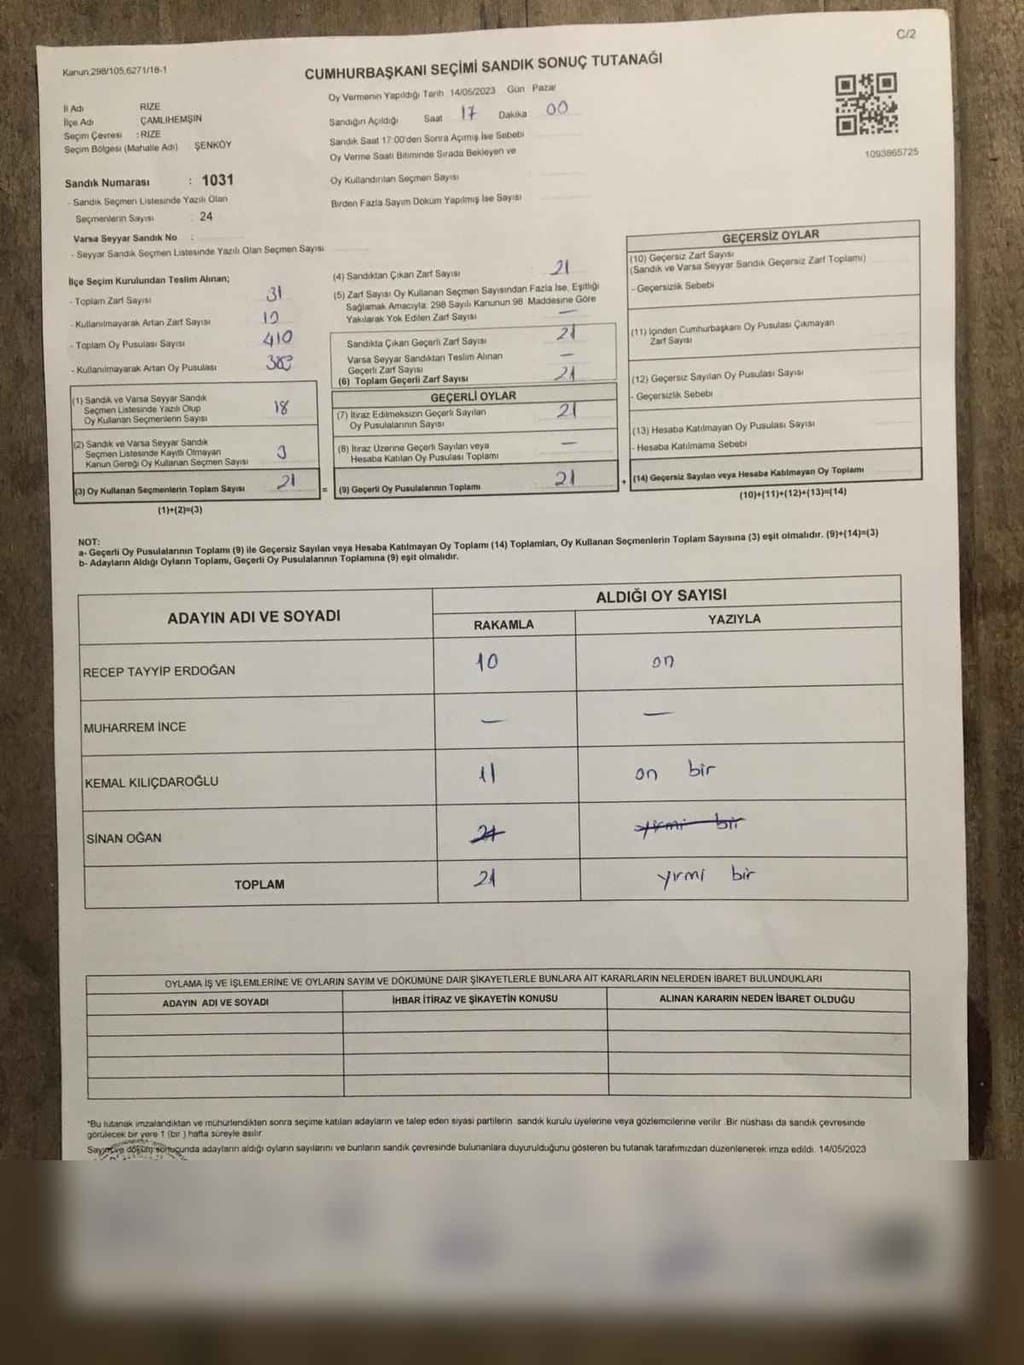 C/2
Kanun.298/105,6271/18-1
CUMHURBAŞKANI SEÇİMİ SANDIK SONUÇ TUTANAĞI
İl Adı RİZE
İlçe Adı ÇAMLIHEMŞİN
Seçim Çevresi : RİZE
Seçim Bölgesi (Mahalle Adı) ŞENKÖY
Sandık Numarası : 1031
- Sandık Seçmen Listesinde Yazılı Olan
Seçmenlerin Sayısı 24
Varsa Seyyar Sandık No :
- Seyyar Sandık Seçmen Listesinde Yazılı Olan Seçmen Sayısı
Oy Vermenin Yapıldığı Tarih 14/05/2023 Gün Pazar
Sandığın Açıldığı Saat 17 Dakika 00
Sandık Saat 17:00'den Sonra Açımış İse Sebebi
Oy Verme Saati Bitiminde Sırada Bekleyen ve
Oy Kullandırılan Seçmen Sayısı
Birden Fazla Sayım Döküm Yapılmış İse Sayısı
1093865725
İlçe Seçim Kurulundan Teslim Alınan;
- Toplam Zarf Sayısı 31
- Kullanılmayarak Artan Zarf Sayısı 10
- Toplam Oy Pusulası Sayısı 410
- Kullanılmayarak Artan Oy Pusulası
(1) Sandık ve Varsa Seyyar Sandık
Seçmen Listesinde Yazılı Olup
Oy Kullanan Seçmenlerin Sayısı 18
(2) Sandık ve Varsa Seyyar Sandık
Seçmen Listesinde Kayıtlı Olmayan
Kanun Gereği Oy Kullanan Seçmen Sayısı 3
(3) Oy Kullanan Seçmenlerin Toplam Sayısı 21 =
(1)+(2)=(3)
(4) Sandıktan Çıkan Zarf Sayısı 21
(5) Zarf Sayısı Oy Kullanan Seçmen Sayısından Fazla İse, Eşitliği
Sağlamak Amacıyla; 298 Sayılı Kanunun 98. Maddesine Göre
Yakılarak Yok Edilen Zarf Sayısı —
Sandıkta Çıkan Geçerli Zarf Sayısı 21
Varsa Seyyar Sandıktan Teslim Alınan
Geçerli Zarf Sayısı —
(6) Toplam Geçerli Zarf Sayısı 21
GEÇERLİ OYLAR
(7) İtiraz Edilmeksizin Geçerli Sayılan
Oy Pusulalarının Sayısı 21
(8) İtiraz Üzerine Geçerli Sayılan veya
Hesaba Katılan Oy Pusulası Toplamı —
(9) Geçerli Oy Pusulalarının Toplamı 21 +
GEÇERSİZ OYLAR
(10) Geçersiz Zarf Sayısı
(Sandık ve Varsa Seyyar Sandık Geçersiz Zarf Toplamı)
- Geçersizlik Sebebi
(11) İçinden Cumhurbaşkanı Oy Pusulası Çıkmayan
Zarf Sayısı
(12) Geçersiz Sayılan Oy Pusulası Sayısı
- Geçersizlik Sebebi
(13) Hesaba Katılmayan Oy Pusulası Sayısı
- Hesaba Katılmama Sebebi
(14) Geçersiz Sayılan veya Hesaba Katılmayan Oy Toplamı
(10)+(11)+(12)+(13)=(14)
NOT:
a- Geçerli Oy Pusulalarının Toplamı (9) ile Geçersiz Sayılan veya Hesaba Katılmayan Oy Toplamı (14) Toplamları, Oy Kullanan Seçmenlerin Toplam Sayısına (3) eşit olmalıdır. (9)+(14)=(3)
b- Adayların Aldığı Oyların Toplamı, Geçerli Oy Pusulalarının Toplamına (9) eşit olmalıdır.
ADAYIN ADI VE SOYADI ALDIĞI OY SAYISI
RAKAMLA YAZIYLA
RECEP TAYYİP ERDOĞAN 10 on
MUHARREM İNCE — —
KEMAL KILIÇDAROĞLU 11 on bir
SİNAN OĞAN 21 yirmi bir
TOPLAM 21 yirmi bir
OYLAMA İŞ VE İŞLEMLERİNE VE OYLARIN SAYIM VE DÖKÜMÜNE DAİR ŞİKAYETLERLE BUNLARA AİT KARARLARIN NELERDEN İBARET BULUNDUKLARI
ADAYIN ADI VE SOYADI İHBAR İTİRAZ VE ŞİKAYETİN KONUSU ALINAN KARARIN NEDEN İBARET OLDUĞU
*Bu tutanak imzalandıktan ve mühürlendikten sonra seçime katılan adayların ve talep eden siyasi partilerin sandık kurulu üyelerine veya gözlemcilerine verilir. Bir nüshası da sandık çevresinde
görülecek bir yere 1 (bir ) hafta süreyle asılır.
Sayım ve döküm sonucunda adayların aldığı oyların sayılarını ve bunların sandık çevresinde bulunanlara duyurulduğunu gösteren bu tutanak tarafımızdan düzenlenerek imza edildi. 14/05/2023